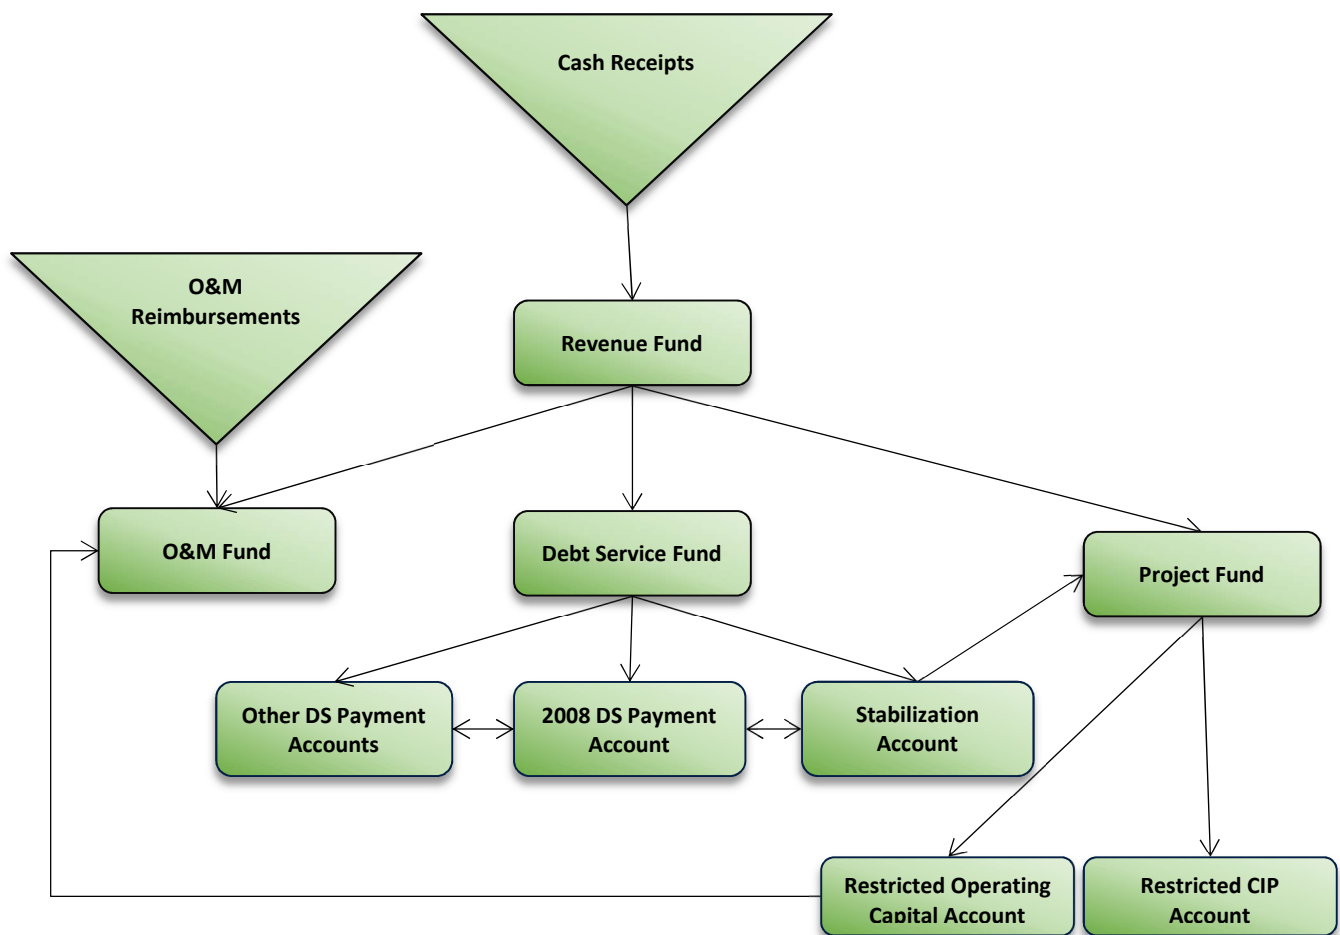 Cash Receipts
O&M
Reimbursements
Revenue Fund
O&M Fund
Debt Service Fund
Project Fund
Other DS Payment
Accounts
2008 DS Payment
Account
Stabilization
Account
Restricted Operating
Capital Account
Restricted CIP
Account